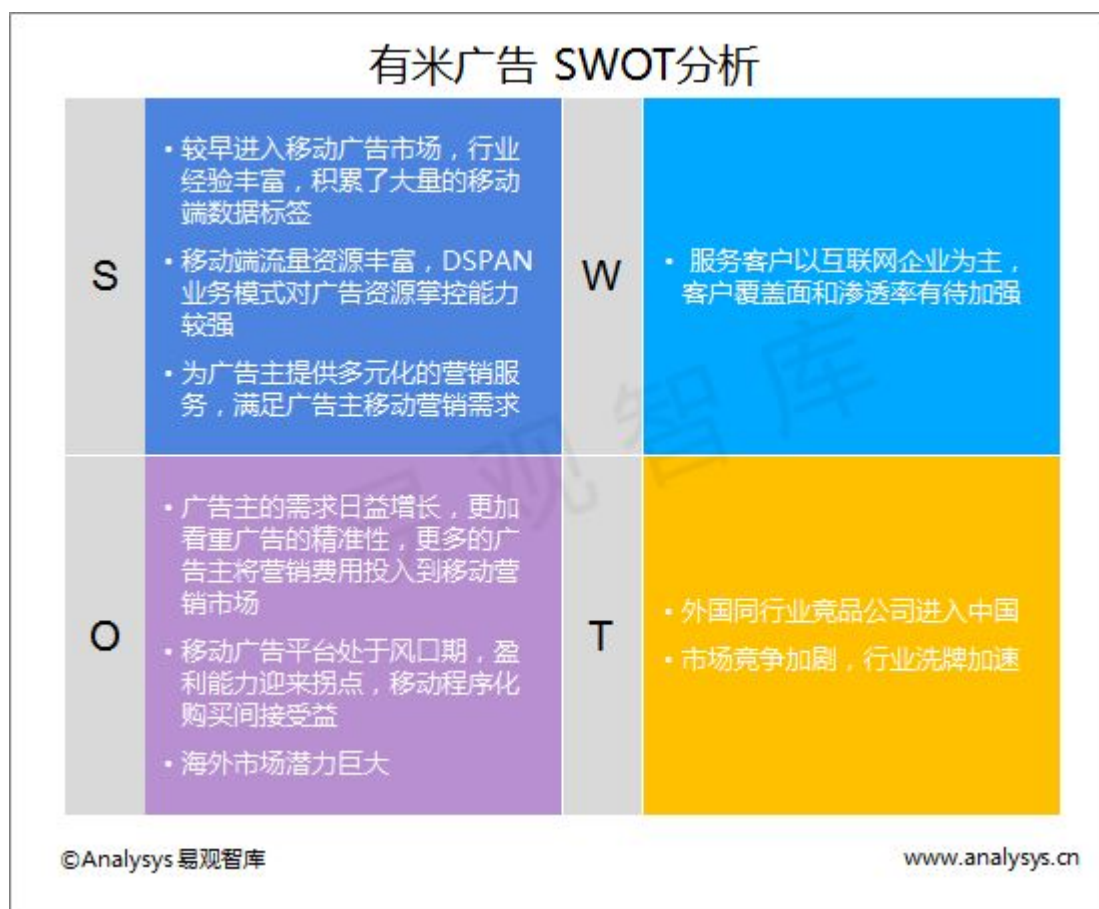 有米广告 SWOT分析
S
• 较早进入移动广告市场，行业
经验丰富，积累了大量的移动
端数据标签
• 移动端流量资源丰富，DSPAN
业务模式对广告资源掌控能力
较强
• 为广告主提供多元化的营销服
务，满足广告主移动营销需求
W
• 服务客户以互联网企业为主，
客户覆盖面和渗透率有待加强
O
• 广告主的需求日益增长，更加
看重广告的精准性，更多的广
告主将营销费用投入到移动营
销市场
• 移动广告平台处于风口期，盈
利能力迎来拐点，移动程序化
购买间接受益
• 海外市场潜力巨大
T
• 外国同行业竞品公司进入中国
• 市场竞争加剧，行业洗牌加速
易观智库
©Analysys 易观智库
www.analysys.cn